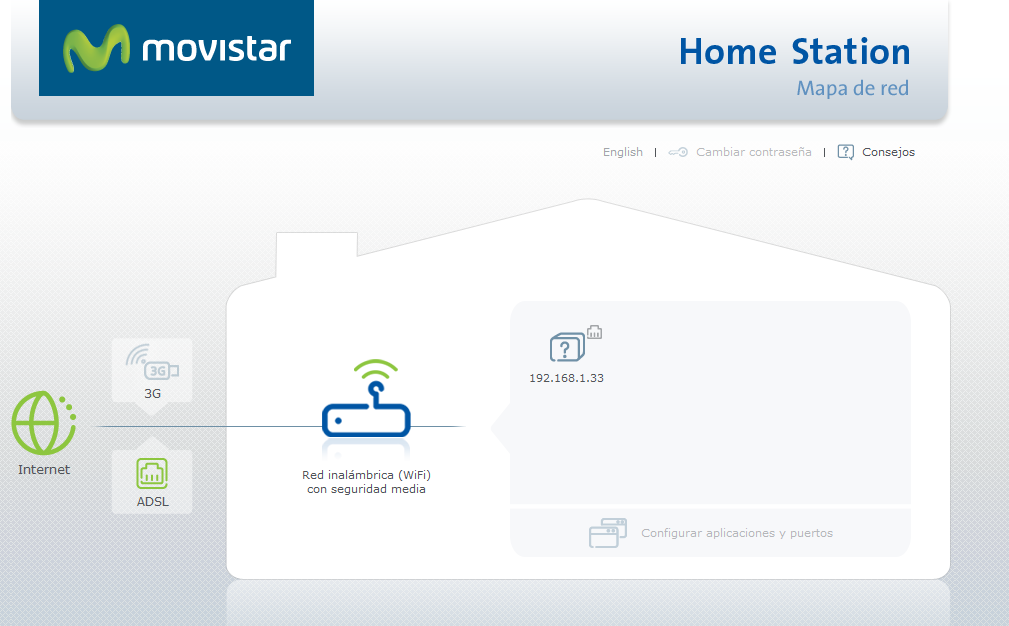 movistar
Home Station
Mapa de red
English | Cambiar contraseña | ? Consejos
3G
3G
?
192.168.1.33
Internet
Red inalámbrica (WiFi)
con seguridad media
ADSL
Configurar aplicaciones y puertos